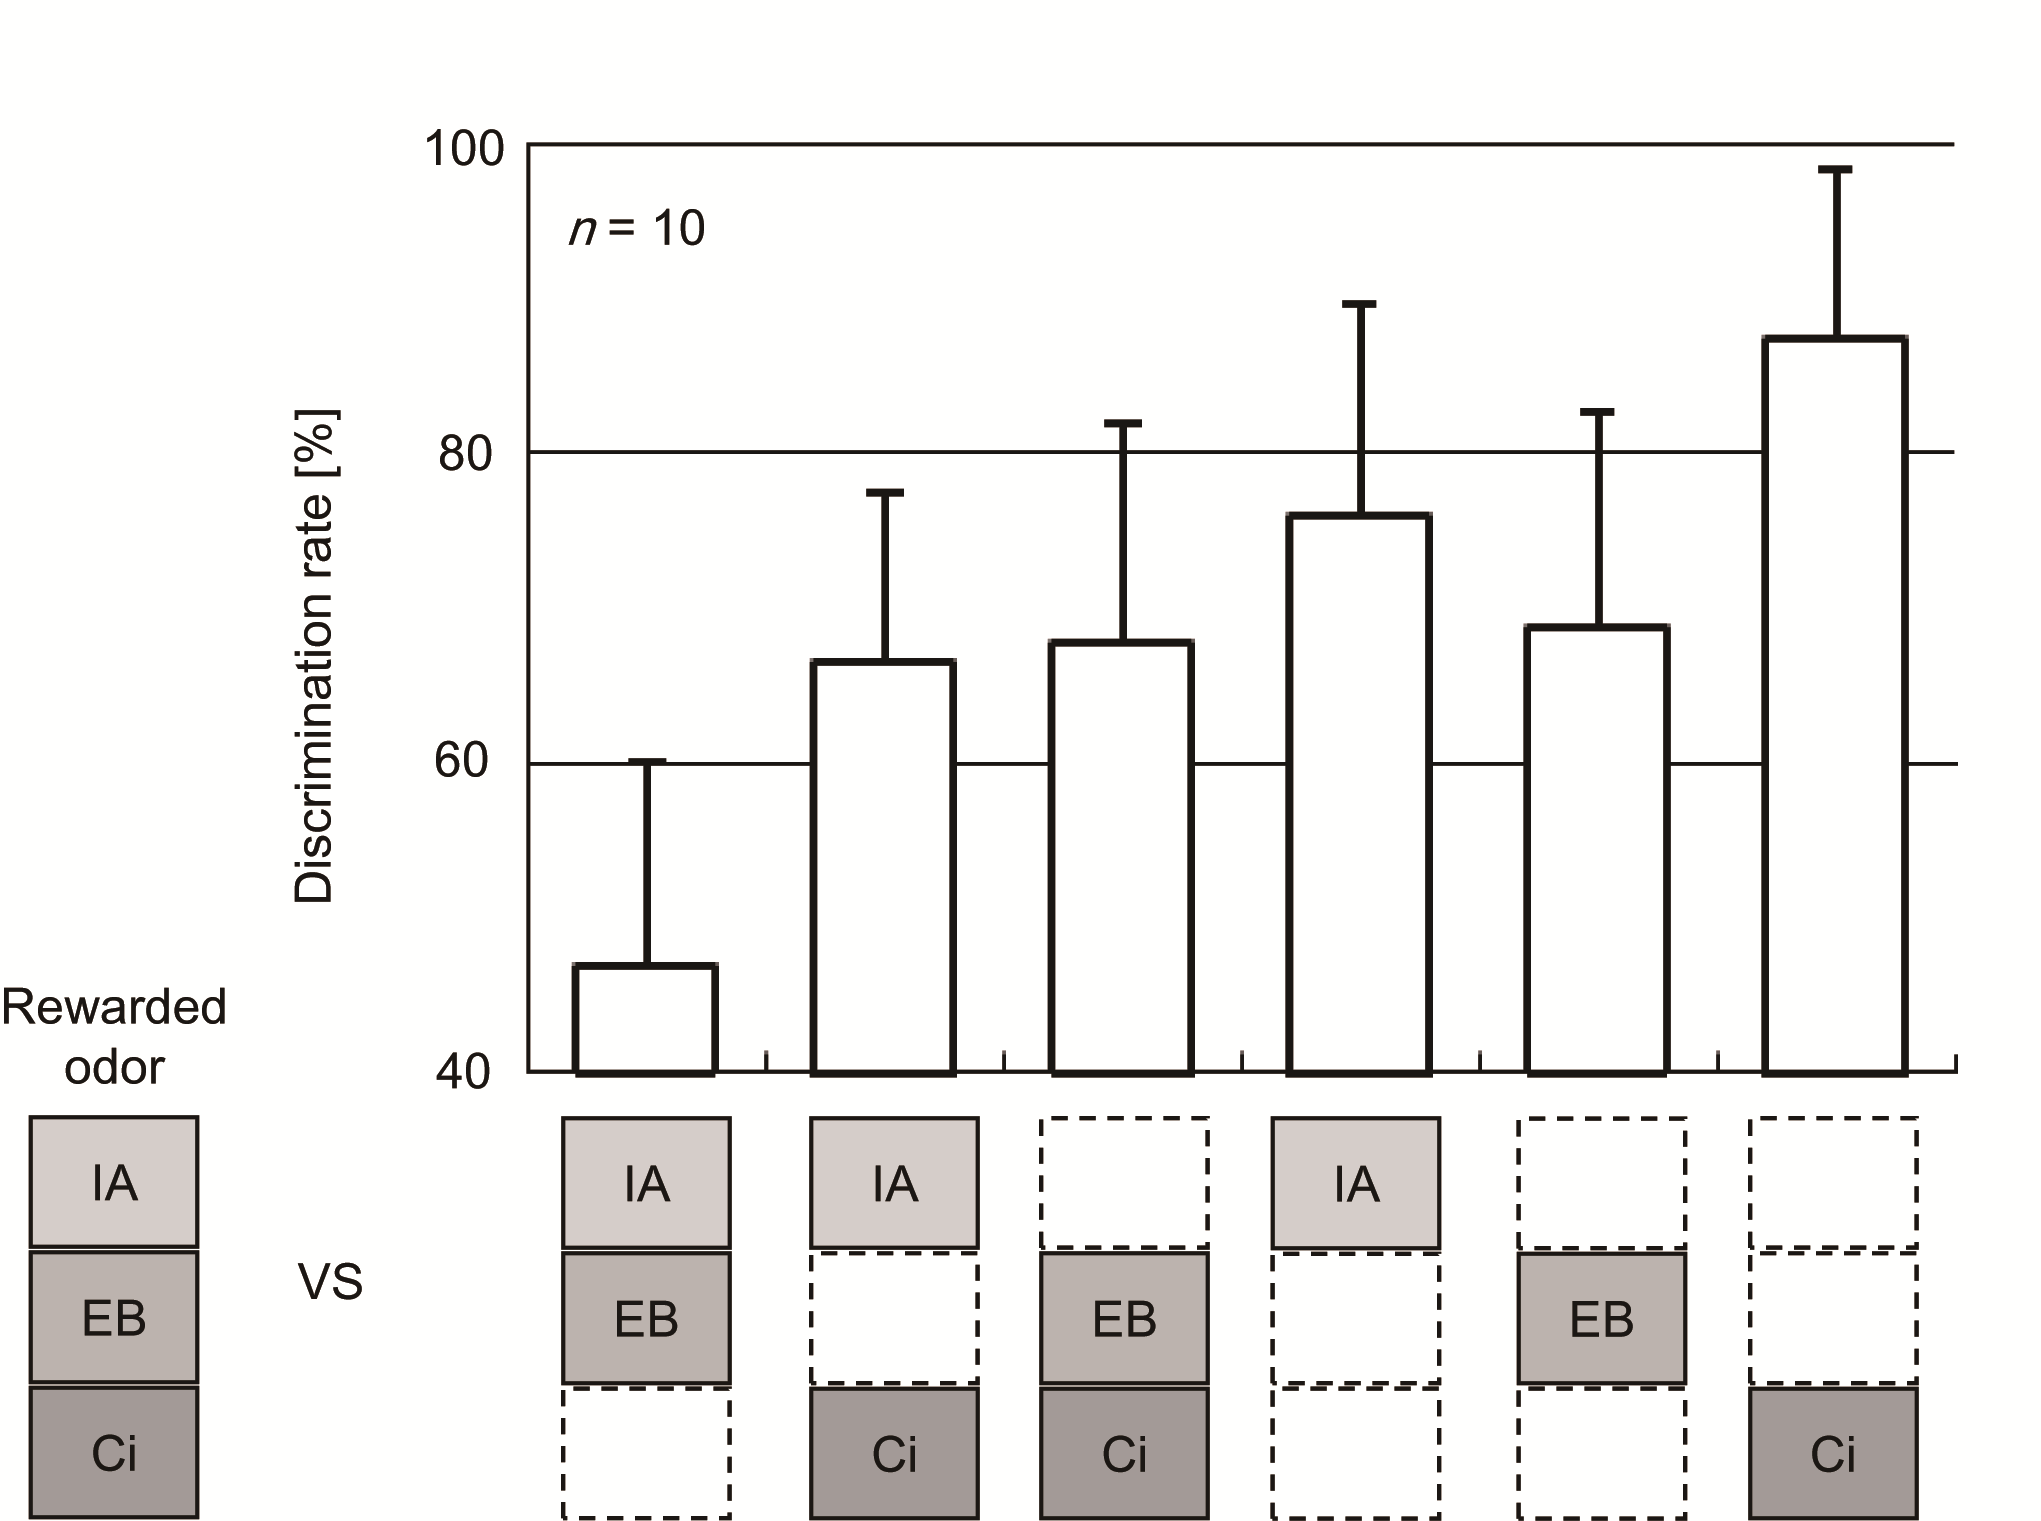 100
n = 10
80
60
40
Discrimination rate [%]
Rewarded
odor
IA
EB
Ci
VS
IA IA IA
EB EB EB
Ci Ci Ci